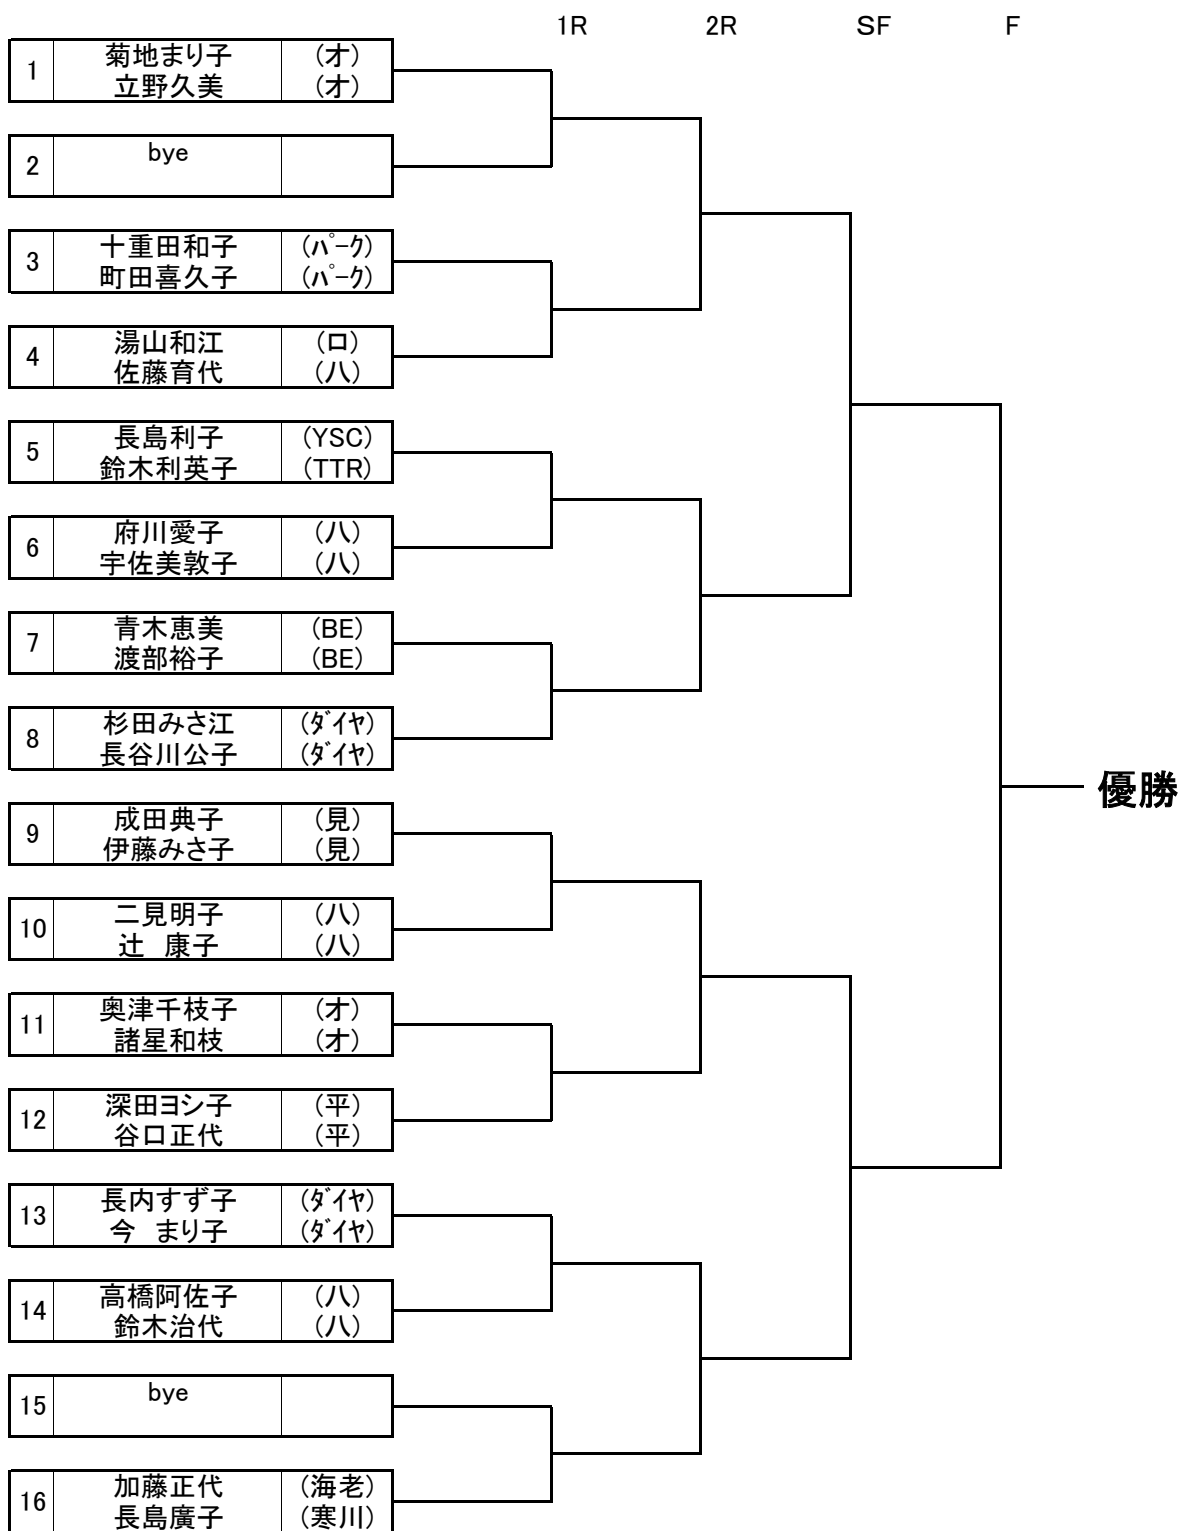 1R 2R SF F
1 菊地まり子 (才)
立野久美 (才)
2 bye
3 十重田和子 (パーク)
町田喜久子 (パーク)
4 湯山和江 (ロ)
佐藤育代 (八)
5 長島利子 (YSC)
鈴木利英子 (TTR)
6 府川愛子 (八)
宇佐美敦子 (八)
7 青木恵美 (BE)
渡部裕子 (BE)
8 杉田みさ江 (ダイヤ)
長谷川公子 (ダイヤ)
優勝
9 成田典子 (見)
伊藤みさ子 (見)
10 二見明子 (八)
辻　康子 (八)
11 奥津千枝子 (才)
諸星和枝 (才)
12 深田ヨシ子 (平)
谷口正代 (平)
13 長内すず子 (ダイヤ)
今　まり子 (ダイヤ)
14 高橋阿佐子 (八)
鈴木治代 (八)
15 bye
16 加藤正代 (海老)
長島廣子 (寒川)